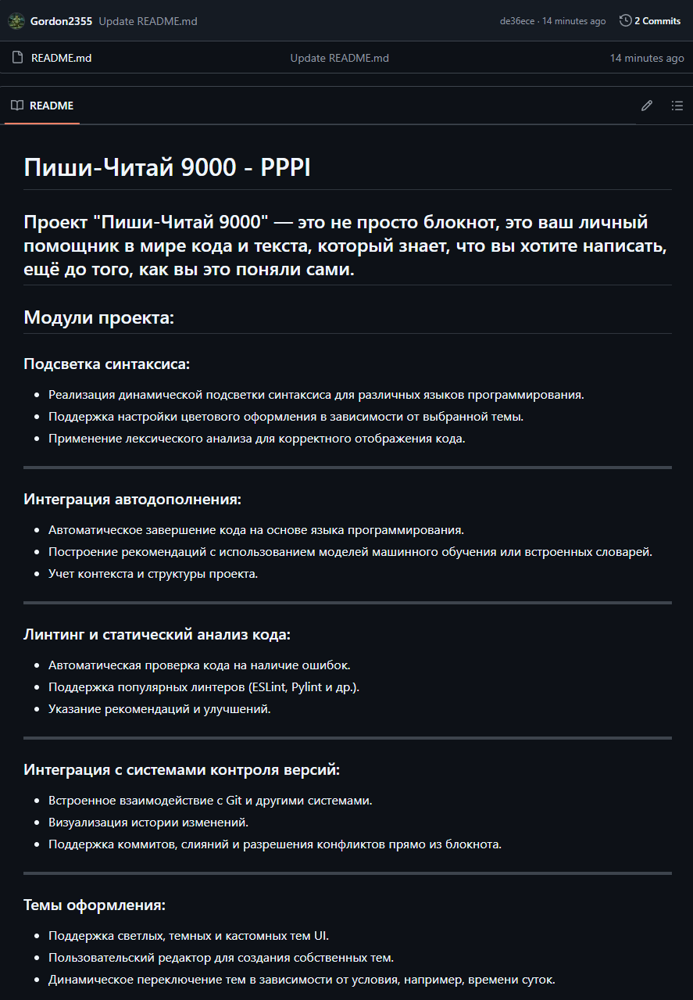 Gordon2355 Update README.md de36ece · 14 minutes ago 2 Commits
README.md Update README.md 14 minutes ago
README
Пиши-Читай 9000 - PPPI
Проект "Пиши-Читай 9000" — это не просто блокнот, это ваш личный
помощник в мире кода и текста, который знает, что вы хотите написать,
ещё до того, как вы это поняли сами.
Модули проекта:
Подсветка синтаксиса:
• Реализация динамической подсветки синтаксиса для различных языков программирования.
• Поддержка настройки цветового оформления в зависимости от выбранной темы.
• Применение лексического анализа для корректного отображения кода.
Интеграция автодополнения:
• Автоматическое завершение кода на основе языка программирования.
• Построение рекомендаций с использованием моделей машинного обучения или встроенных словарей.
• Учет контекста и структуры проекта.
Линтинг и статический анализ кода:
• Автоматическая проверка кода на наличие ошибок.
• Поддержка популярных линтеров (ESLint, Pylint и др.).
• Указание рекомендаций и улучшений.
Интеграция с системами контроля версий:
• Встроенное взаимодействие с Git и другими системами.
• Визуализация истории изменений.
• Поддержка коммитов, слияний и разрешения конфликтов прямо из блокнота.
Темы оформления:
• Поддержка светлых, темных и кастомных тем UI.
• Пользовательский редактор для создания собственных тем.
• Динамическое переключение тем в зависимости от условия, например, времени суток.